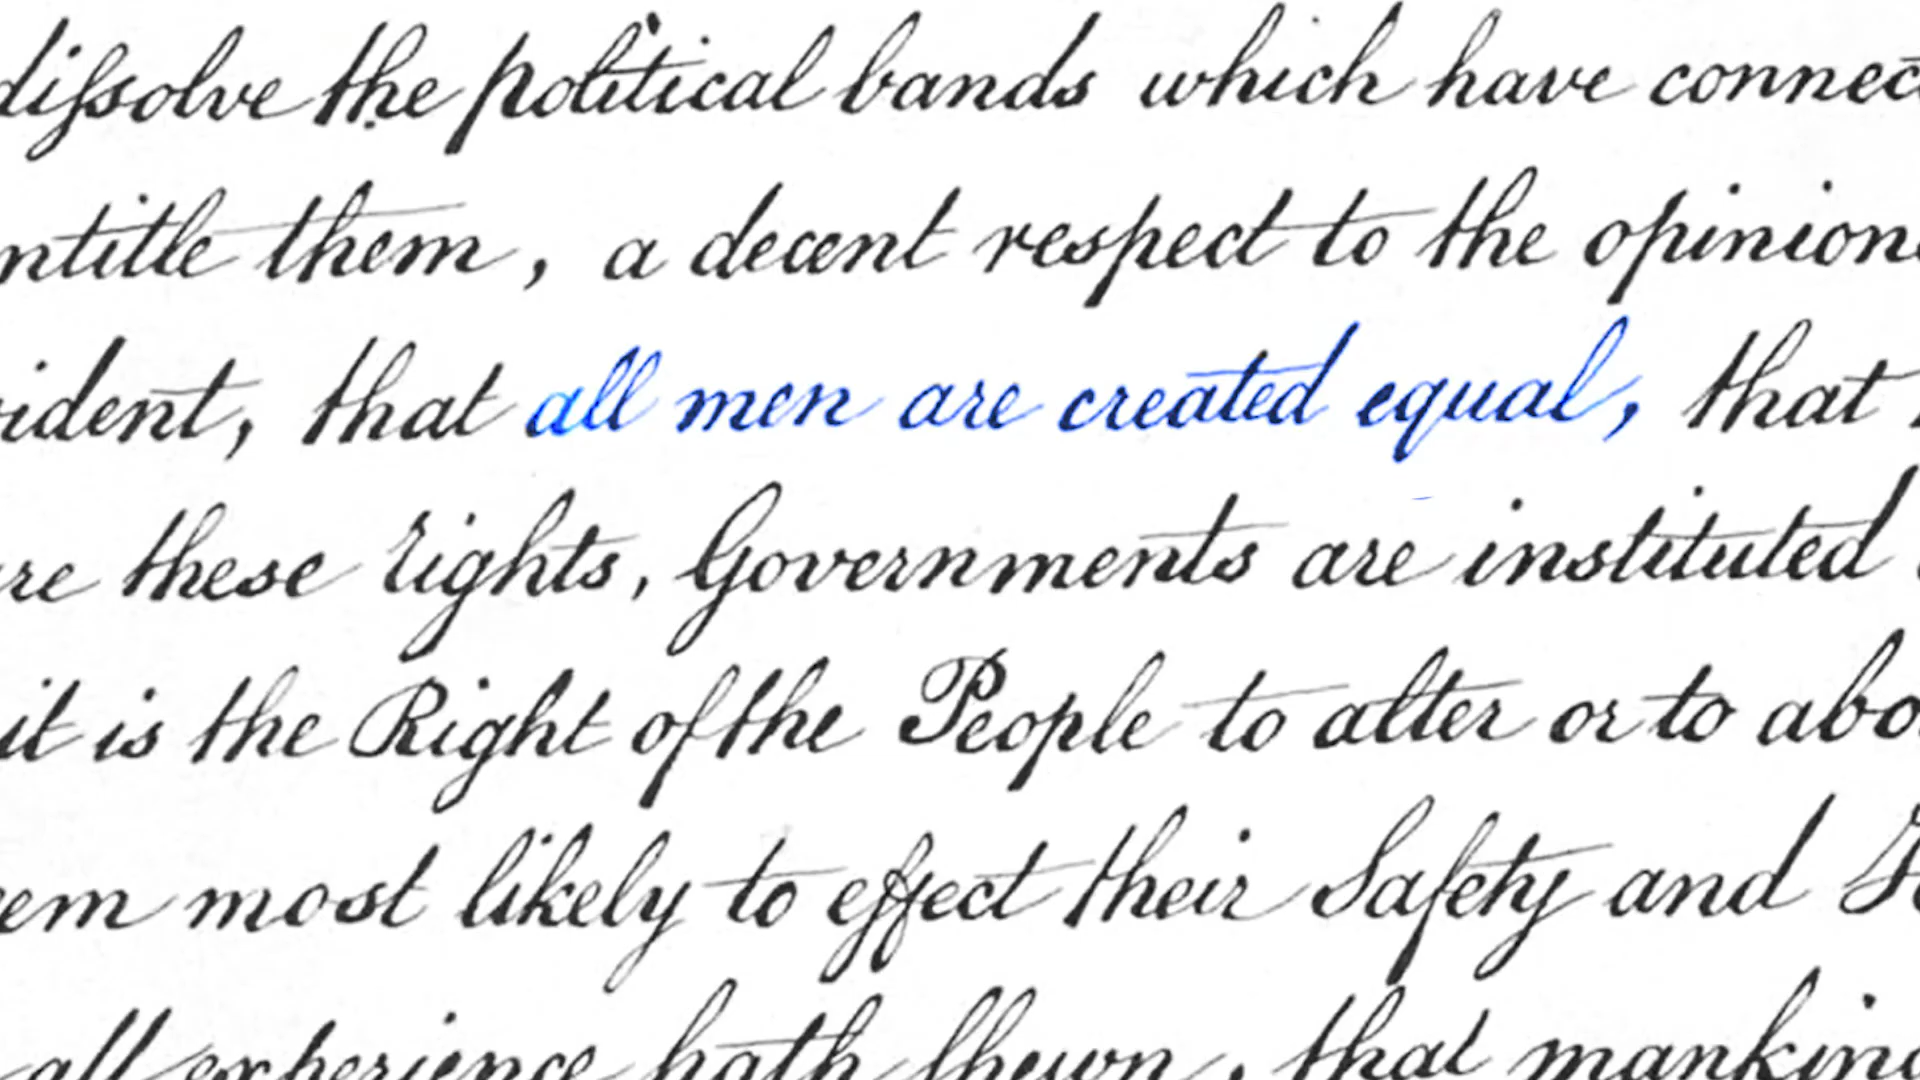 dissolve the political bands which have connect
ntitle them, a decent respect to the opinion
ident, that all men are created equal, that
re these rights, Governments are instituted
it is the Right of the People to alter or to abo
em most likely to effect their Safety and
all experience hath shewn, that mankind